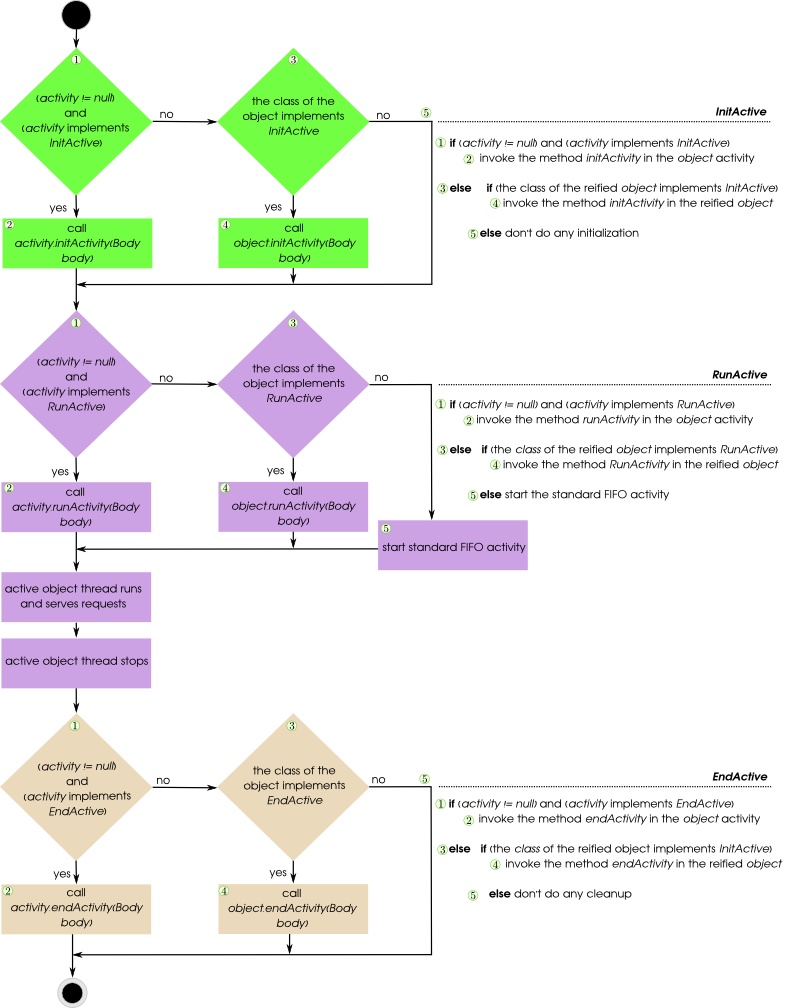 ①
(activity != null)
and
(activity implements
InitActive)
no
yes
②
call
activity.initActivity(Body
body)
③
the class of the
object implements
InitActive
no
⑤
yes
④
call
object.initActivity(Body
body)
InitActive
① if (activity != null) and (activity implements InitActive)
② invoke the method initActivity in the object activity
③ else if (the class of the reified object implements InitActive)
④ invoke the method initActivity in the reified object
⑤ else don't do any initialization
①
(activity != null)
and
(activity implements
RunActive)
no
yes
②
call
activity.runActivity(Body
body)
③
the class of the
object implements
RunActive
no
yes
④
call
object.runActivity(Body
body)
⑤
start standard FIFO activity
RunActive
① if (activity != null) and (activity implements RunActive)
② invoke the method runActivity in the object activity
③ else if (the class of the reified object implements RunActive)
④ invoke the method RunActivity in the reified object
⑤ else start the standard FIFO activity
active object thread runs
and serves requests
active object thread stops
①
(activity != null)
and
(activity implements
EndActive)
no
yes
②
call
activity.endActivity(Body
body)
③
the class of the
object implements
EndActive
no
⑤
yes
④
call
object.endActivity(Body
body)
EndActive
① if (activity != null) and (activity implements EndActive)
② invoke the method endActivity in the object activity
③ else if (the class of the reified object implements InitActive)
④ invoke the method endActivity in the reified object
⑤ else don't do any cleanup